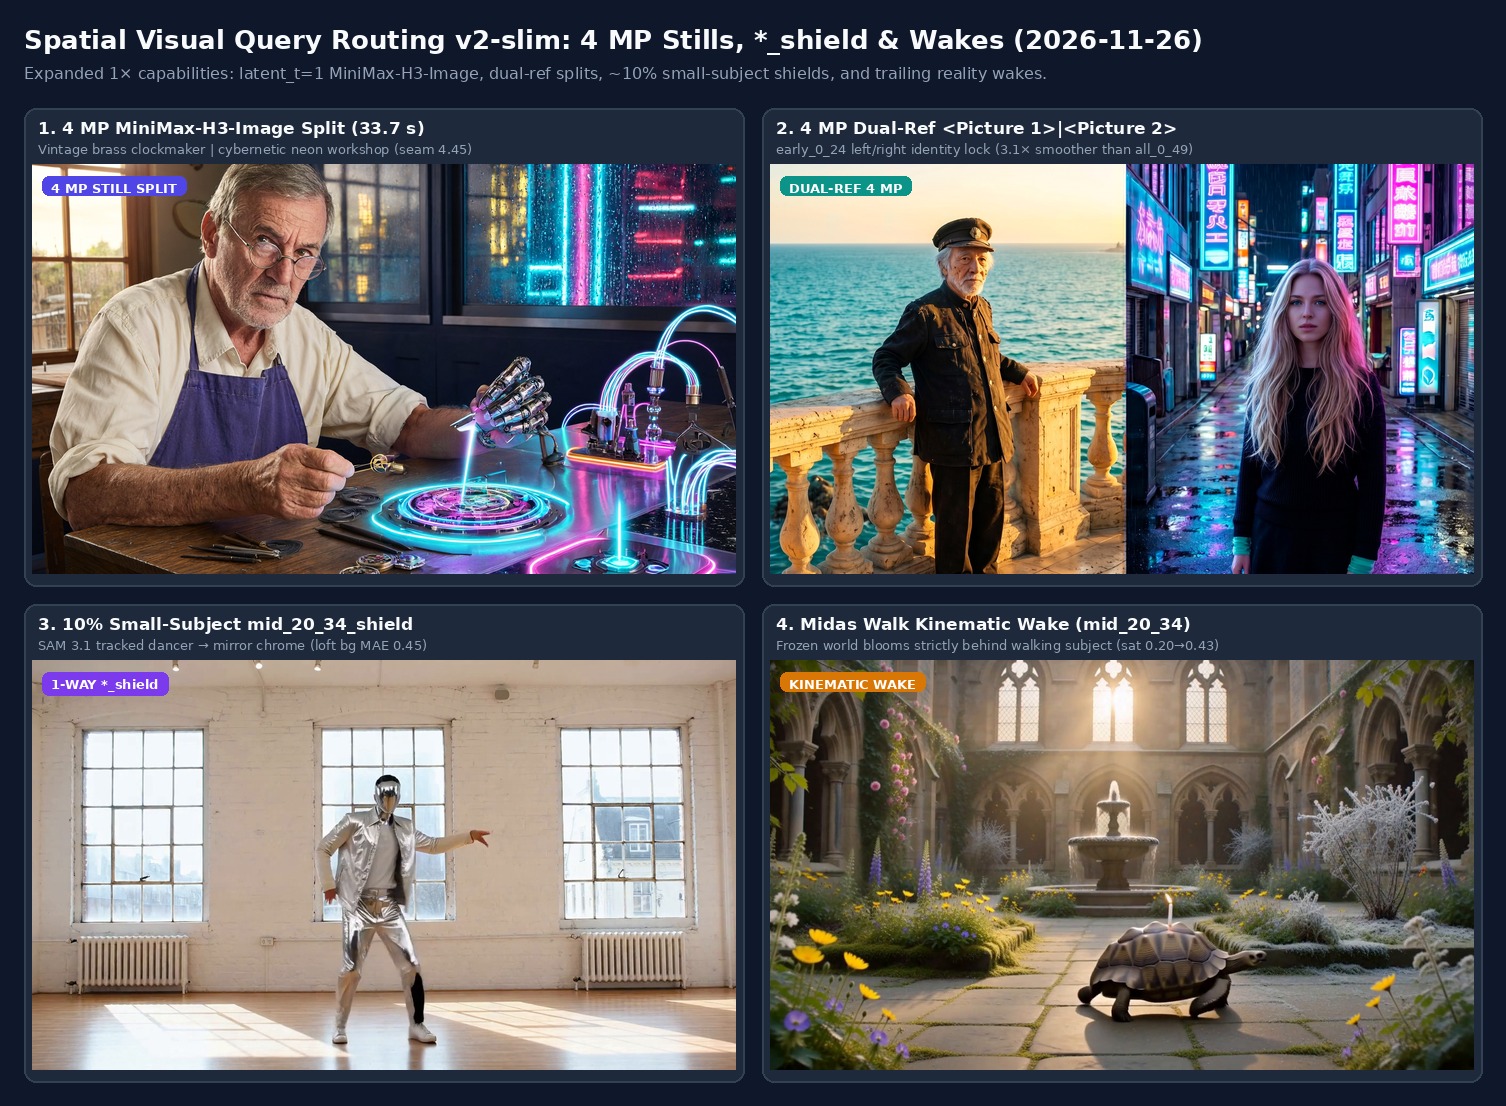 Spatial Visual Query Routing v2-slim: 4 MP Stills, *_shield & Wakes (2026-11-26)
Expanded 1× capabilities: latent_t=1 MiniMax-H3-Image, dual-ref splits, ~10% small-subject shields, and trailing reality wakes.
1. 4 MP MiniMax-H3-Image Split (33.7 s)
Vintage brass clockmaker | cybernetic neon workshop (seam 4.45)
4 MP STILL SPLIT
2. 4 MP Dual-Ref <Picture 1>|<Picture 2>
early_0_24 left/right identity lock (3.1× smoother than all_0_49)
DUAL-REF 4 MP
3. 10% Small-Subject mid_20_34_shield
SAM 3.1 tracked dancer → mirror chrome (loft bg MAE 0.45)
1-WAY *_shield
4. Midas Walk Kinematic Wake (mid_20_34)
Frozen world blooms strictly behind walking subject (sat 0.20→0.43)
KINEMATIC WAKE